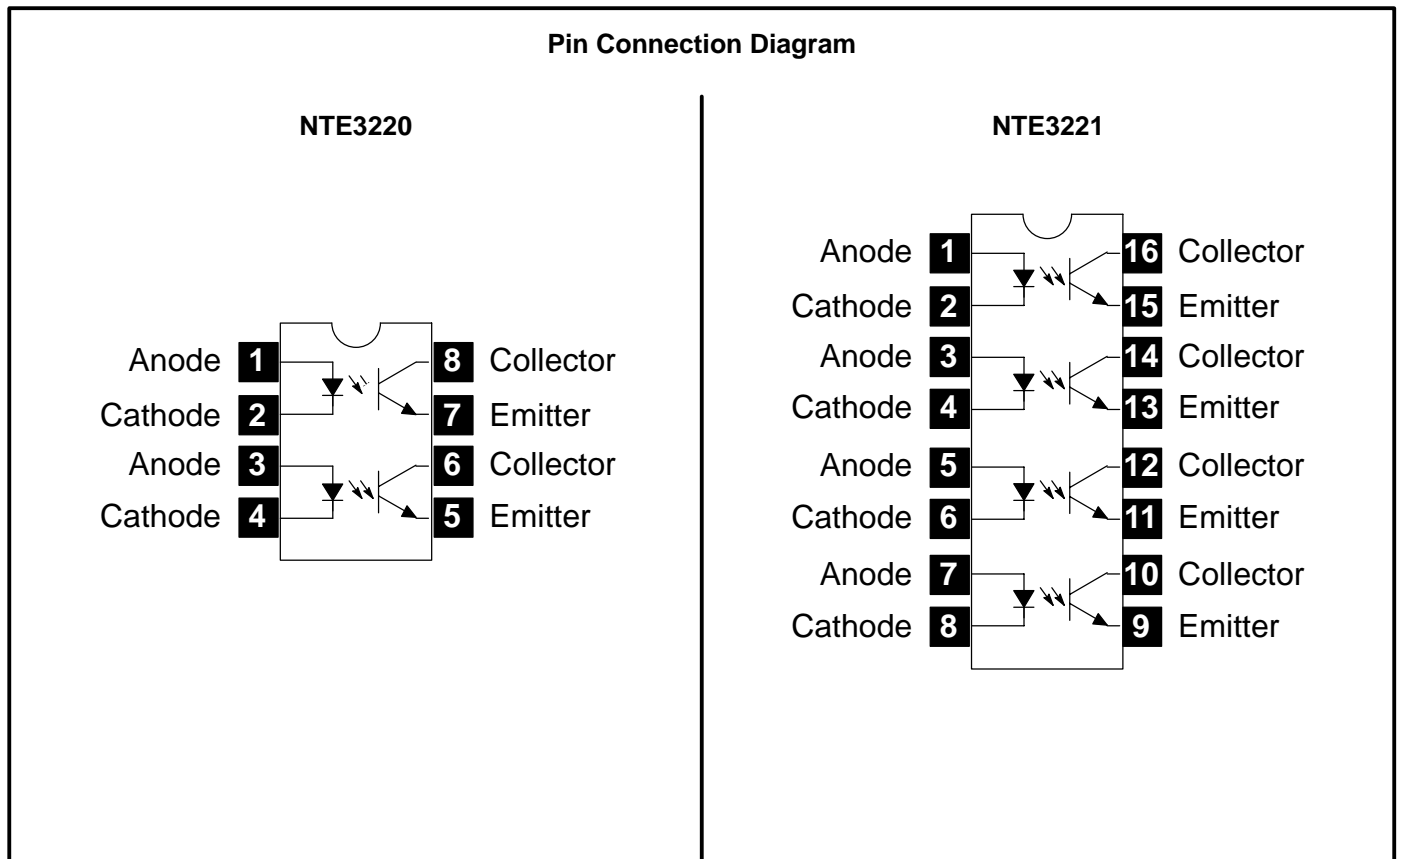 Pin Connection Diagram
NTE3220
Anode 1 8 Collector
Cathode 2 7 Emitter
Anode 3 6 Collector
Cathode 4 5 Emitter
NTE3221
Anode 1 16 Collector
Cathode 2 15 Emitter
Anode 3 14 Collector
Cathode 4 13 Emitter
Anode 5 12 Collector
Cathode 6 11 Emitter
Anode 7 10 Collector
Cathode 8 9 Emitter